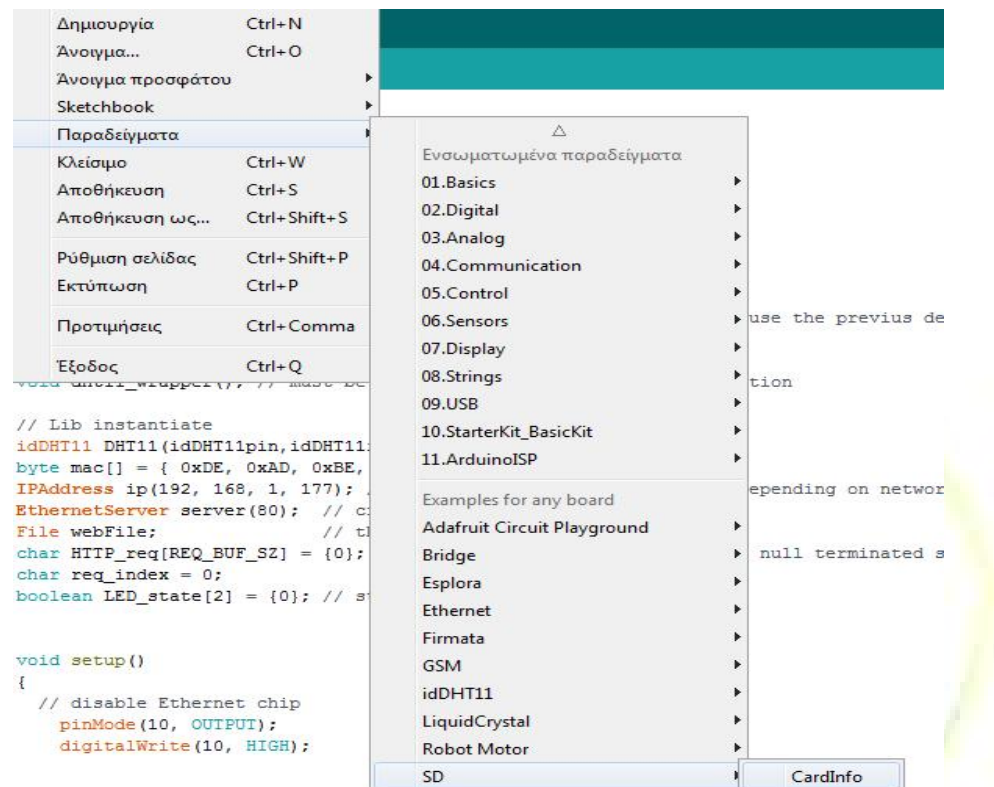 Δημιουργία Ctrl+N
Άνοιγμα... Ctrl+O
Άνοιγμα προσφάτου
Sketchbook
Παραδείγματα
Κλείσιμο Ctrl+W
Αποθήκευση Ctrl+S
Αποθήκευση ως... Ctrl+Shift+S
Ρύθμιση σελίδας Ctrl+Shift+P
Εκτύπωση Ctrl+P
Προτιμήσεις Ctrl+Comma
Έξοδος Ctrl+Q
Ενσωματωμένα παραδείγματα
01.Basics
02.Digital
03.Analog
04.Communication
05.Control
06.Sensors
07.Display
08.Strings
09.USB
10.StarterKit_BasicKit
11.ArduinoISP
Examples for any board
Adafruit Circuit Playground
Bridge
Esplora
Ethernet
Firmata
GSM
idDHT11
LiquidCrystal
Robot Motor
SD
CardInfo
use the previus de
void dht11_wrapper(); // must be
tion
// Lib instantiate
idDHT11 DHT11(idDHT11pin,idDHT11
byte mac[] = { 0xDE, 0xAD, 0xBE,
IPAddress ip(192, 168, 1, 177);
epending on networ
EthernetServer server(80); //
File webFile; //
char HTTP_req[REQ_BUF_SZ] = {0};
null terminated s
char req_index = 0;
boolean LED_state[2] = {0}; //
void setup()
{
// disable Ethernet chip
pinMode(10, OUTPUT);
digitalWrite(10, HIGH);